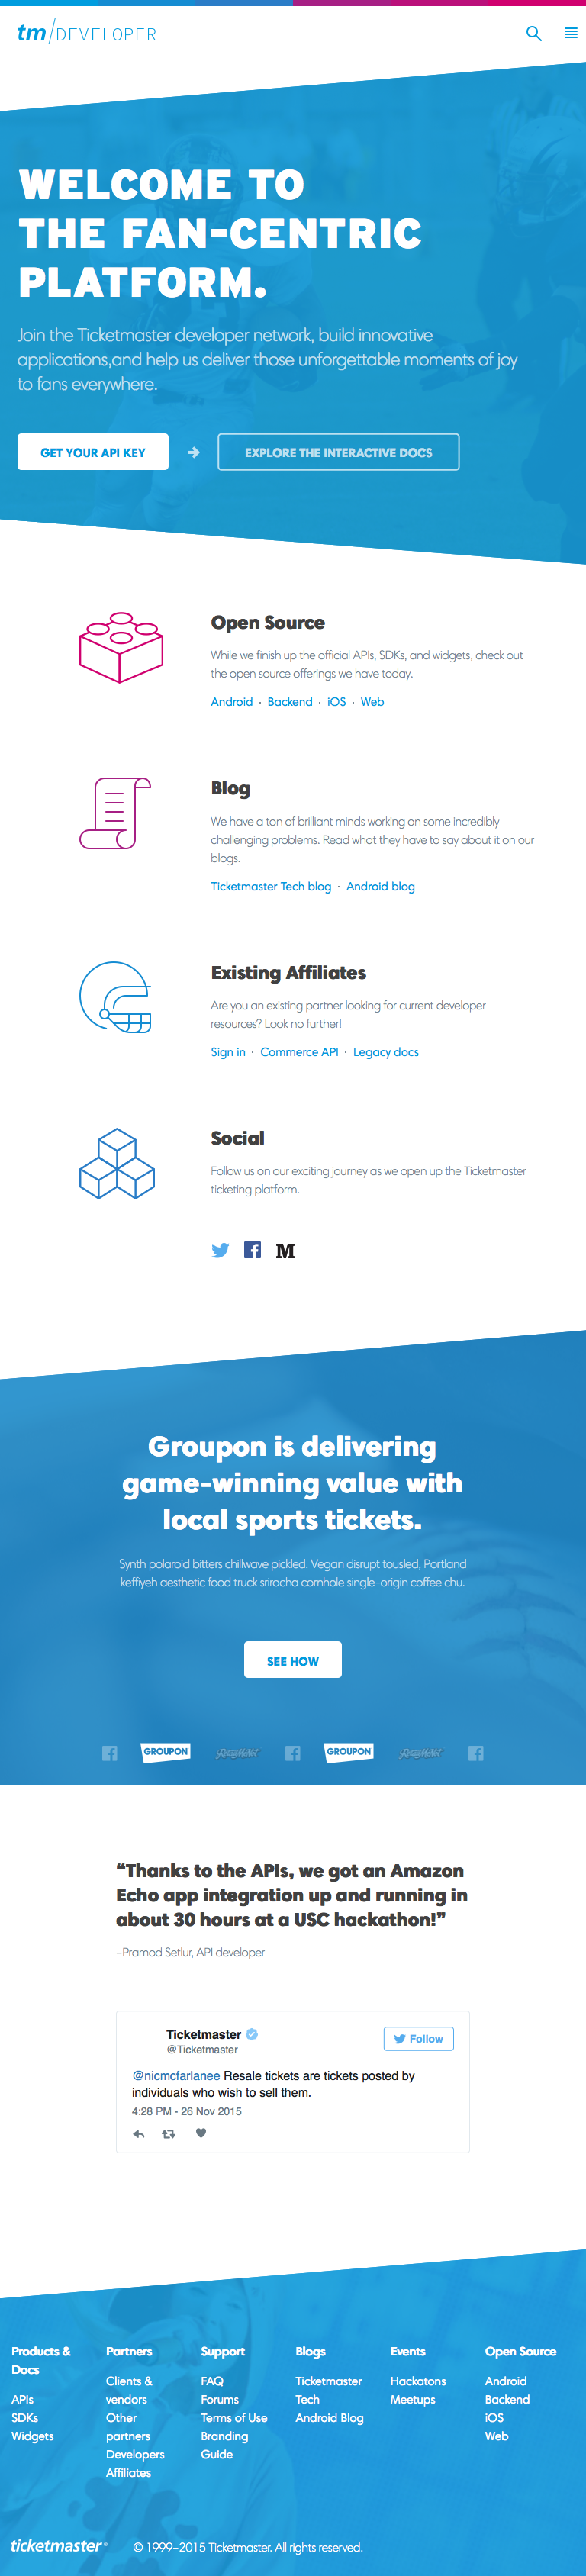 tm/DEVELOPER
WELCOME TO
THE FAN-CENTRIC
PLATFORM.
Join the Ticketmaster developer network, build innovative
applications,and help us deliver those unforgettable moments of joy
to fans everywhere.
GET YOUR API KEY
EXPLORE THE INTERACTIVE DOCS
Open Source
While we finish up the official APIs, SDKs, and widgets, check out
the open source offerings we have today.
Android · Backend · iOS · Web
Blog
We have a ton of brilliant minds working on some incredibly
challenging problems. Read what they have to say about it on our
blogs.
Ticketmaster Tech blog · Android blog
Existing Affiliates
Are you an existing partner looking for current developer
resources? Look no further!
Sign in · Commerce API · Legacy docs
Social
Follow us on our exciting journey as we open up the Ticketmaster
ticketing platform.
M
Groupon is delivering
game-winning value with
local sports tickets.
Synth polaroid bitters chillwave pickled. Vegan disrupt tousled, Portland
keffiyeh aesthetic food truck sriracha cornhole single-origin coffee chu.
SEE HOW
GROUPON GROUPON
“Thanks to the APIs, we got an Amazon
Echo app integration up and running in
about 30 hours at a USC hackathon!”
–Pramod Setlur, API developer
Ticketmaster
Follow
@Ticketmaster
@nicmcfarlanee Resale tickets are tickets posted by
individuals who wish to sell them.
4:28 PM - 26 Nov 2015
Products &
Docs
APIs
SDKs
Widgets
Partners
Clients &
vendors
Other
partners
Developers
Affiliates
Support
FAQ
Forums
Terms of Use
Branding
Guide
Blogs
Ticketmaster
Tech
Android Blog
Events
Hackatons
Meetups
Open Source
Android
Backend
iOS
Web
ticketmaster®
© 1999-2015 Ticketmaster. All rights reserved.